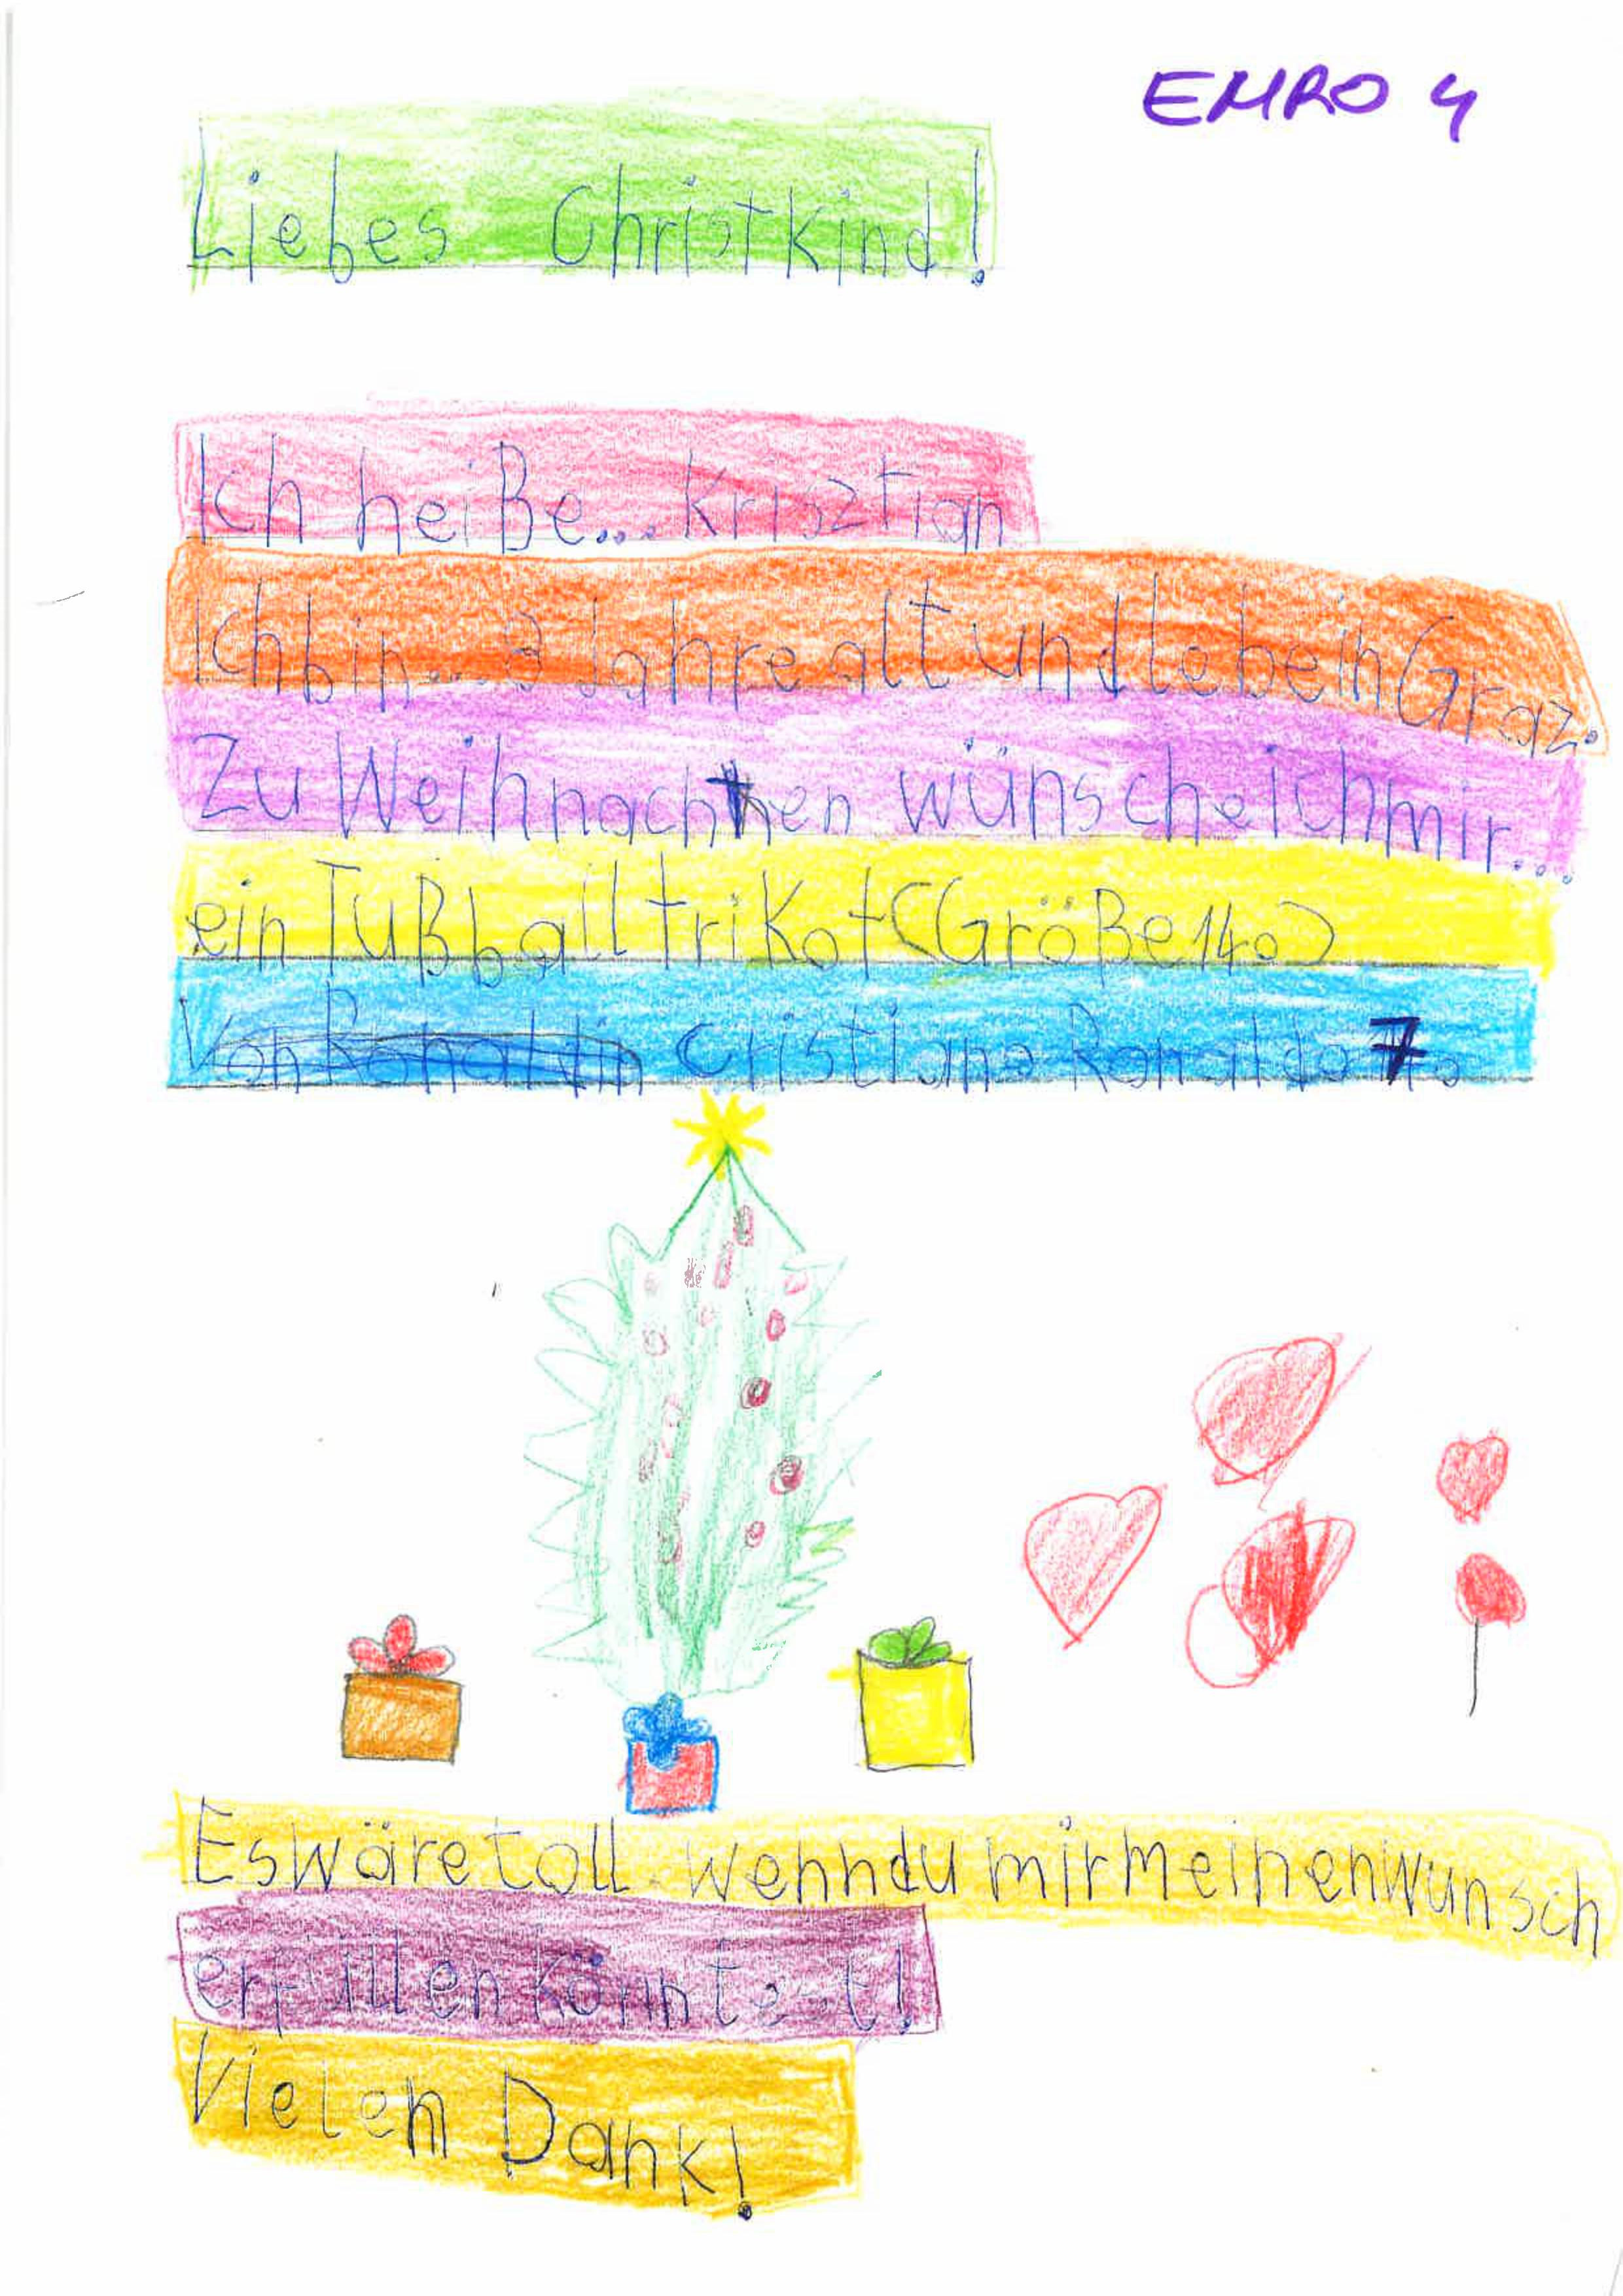 EMRO 4
Liebes Christkind!
Ich heiße... Krisztian
Ich bin... 8 Jahre alt und lebe in Graz.
Zu Weihnachten wünsche ich mir...
ein Fußballtrikot (Größe 140)
Von Cristiano Ronaldo 7.
Es wäre toll wenn du mir meinen Wunsch
erfüllen könntest!
Vielen Dank!